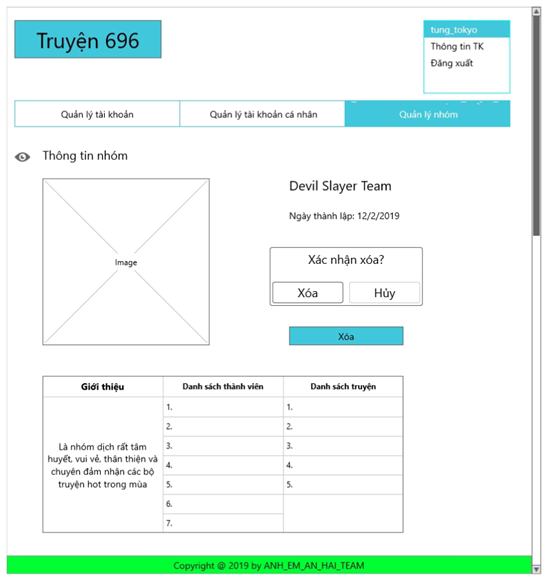 Truyện 696
tung_tokyo
Thông tin TK
Đăng xuất
Quản lý tài khoản
Quản lý tài khoản cá nhân
Quản lý nhóm
Thông tin nhóm
Image
Devil Slayer Team
Ngày thành lập: 12/2/2019
Xác nhận xóa?
Xóa
Hủy
Xóa
Giới thiệu
Danh sách thành viên
Danh sách truyện
Là nhóm dịch rất tâm
huyết, vui vẻ, thân thiện và
chuyên đảm nhận các bộ
truyện hot trong mùa
1.
2.
3.
4.
5.
6.
7.
1.
2.
3.
4.
5.
Copyright @ 2019 by ANH_EM_AN_HAI_TEAM